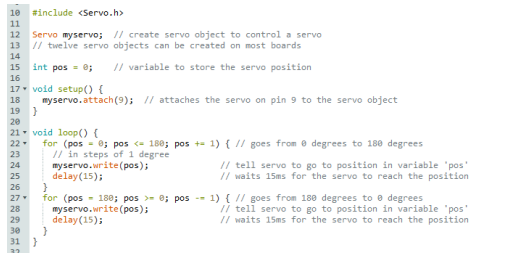 10 #include <Servo.h>
11
12 Servo myservo; // create servo object to control a servo
13 // twelve servo objects can be created on most boards
14
15 int pos = 0; // variable to store the servo position
16
17 void setup() {
18 myservo.attach(9); // attaches the servo on pin 9 to the servo object
19 }
20
21 void loop() {
22 for (pos = 0; pos <= 180; pos += 1) { // goes from 0 degrees to 180 degrees
23 // in steps of 1 degree
24 myservo.write(pos); // tell servo to go to position in variable 'pos'
25 delay(15); // waits 15ms for the servo to reach the position
26 }
27 for (pos = 180; pos >= 0; pos -= 1) { // goes from 180 degrees to 0 degrees
28 myservo.write(pos); // tell servo to go to position in variable 'pos'
29 delay(15); // waits 15ms for the servo to reach the position
30 }
31 }
32